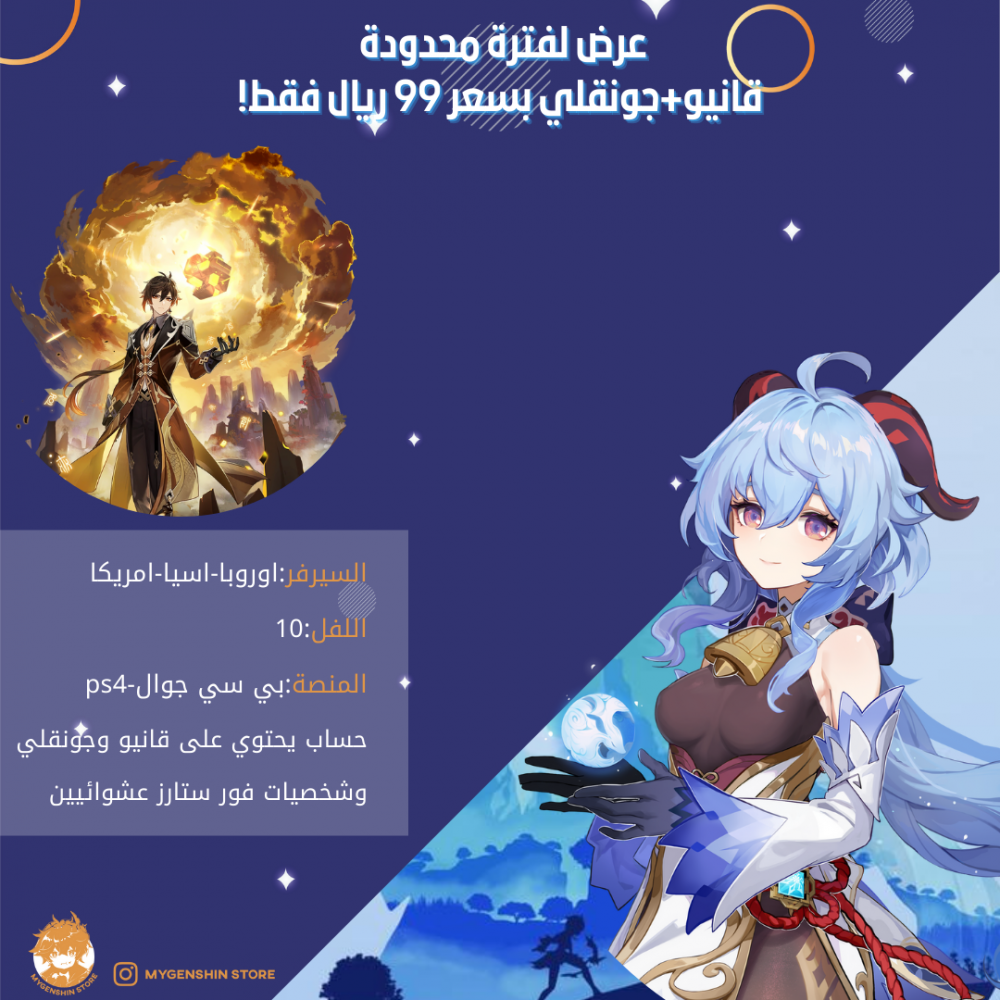 عرض لفترة محدودة
قانيو+جونقلي بسعر 99 ريال فقط!
السيرفر:اوروبا-اسيا-امريكا
اللفل:10
المنصة:بي سي جوال-ps4
حساب يحتوي على قانيو وجونقلي
وشخصيات فور ستارز عشوائيين
MYGENSHIN STORE
MYGENSHIN STORE